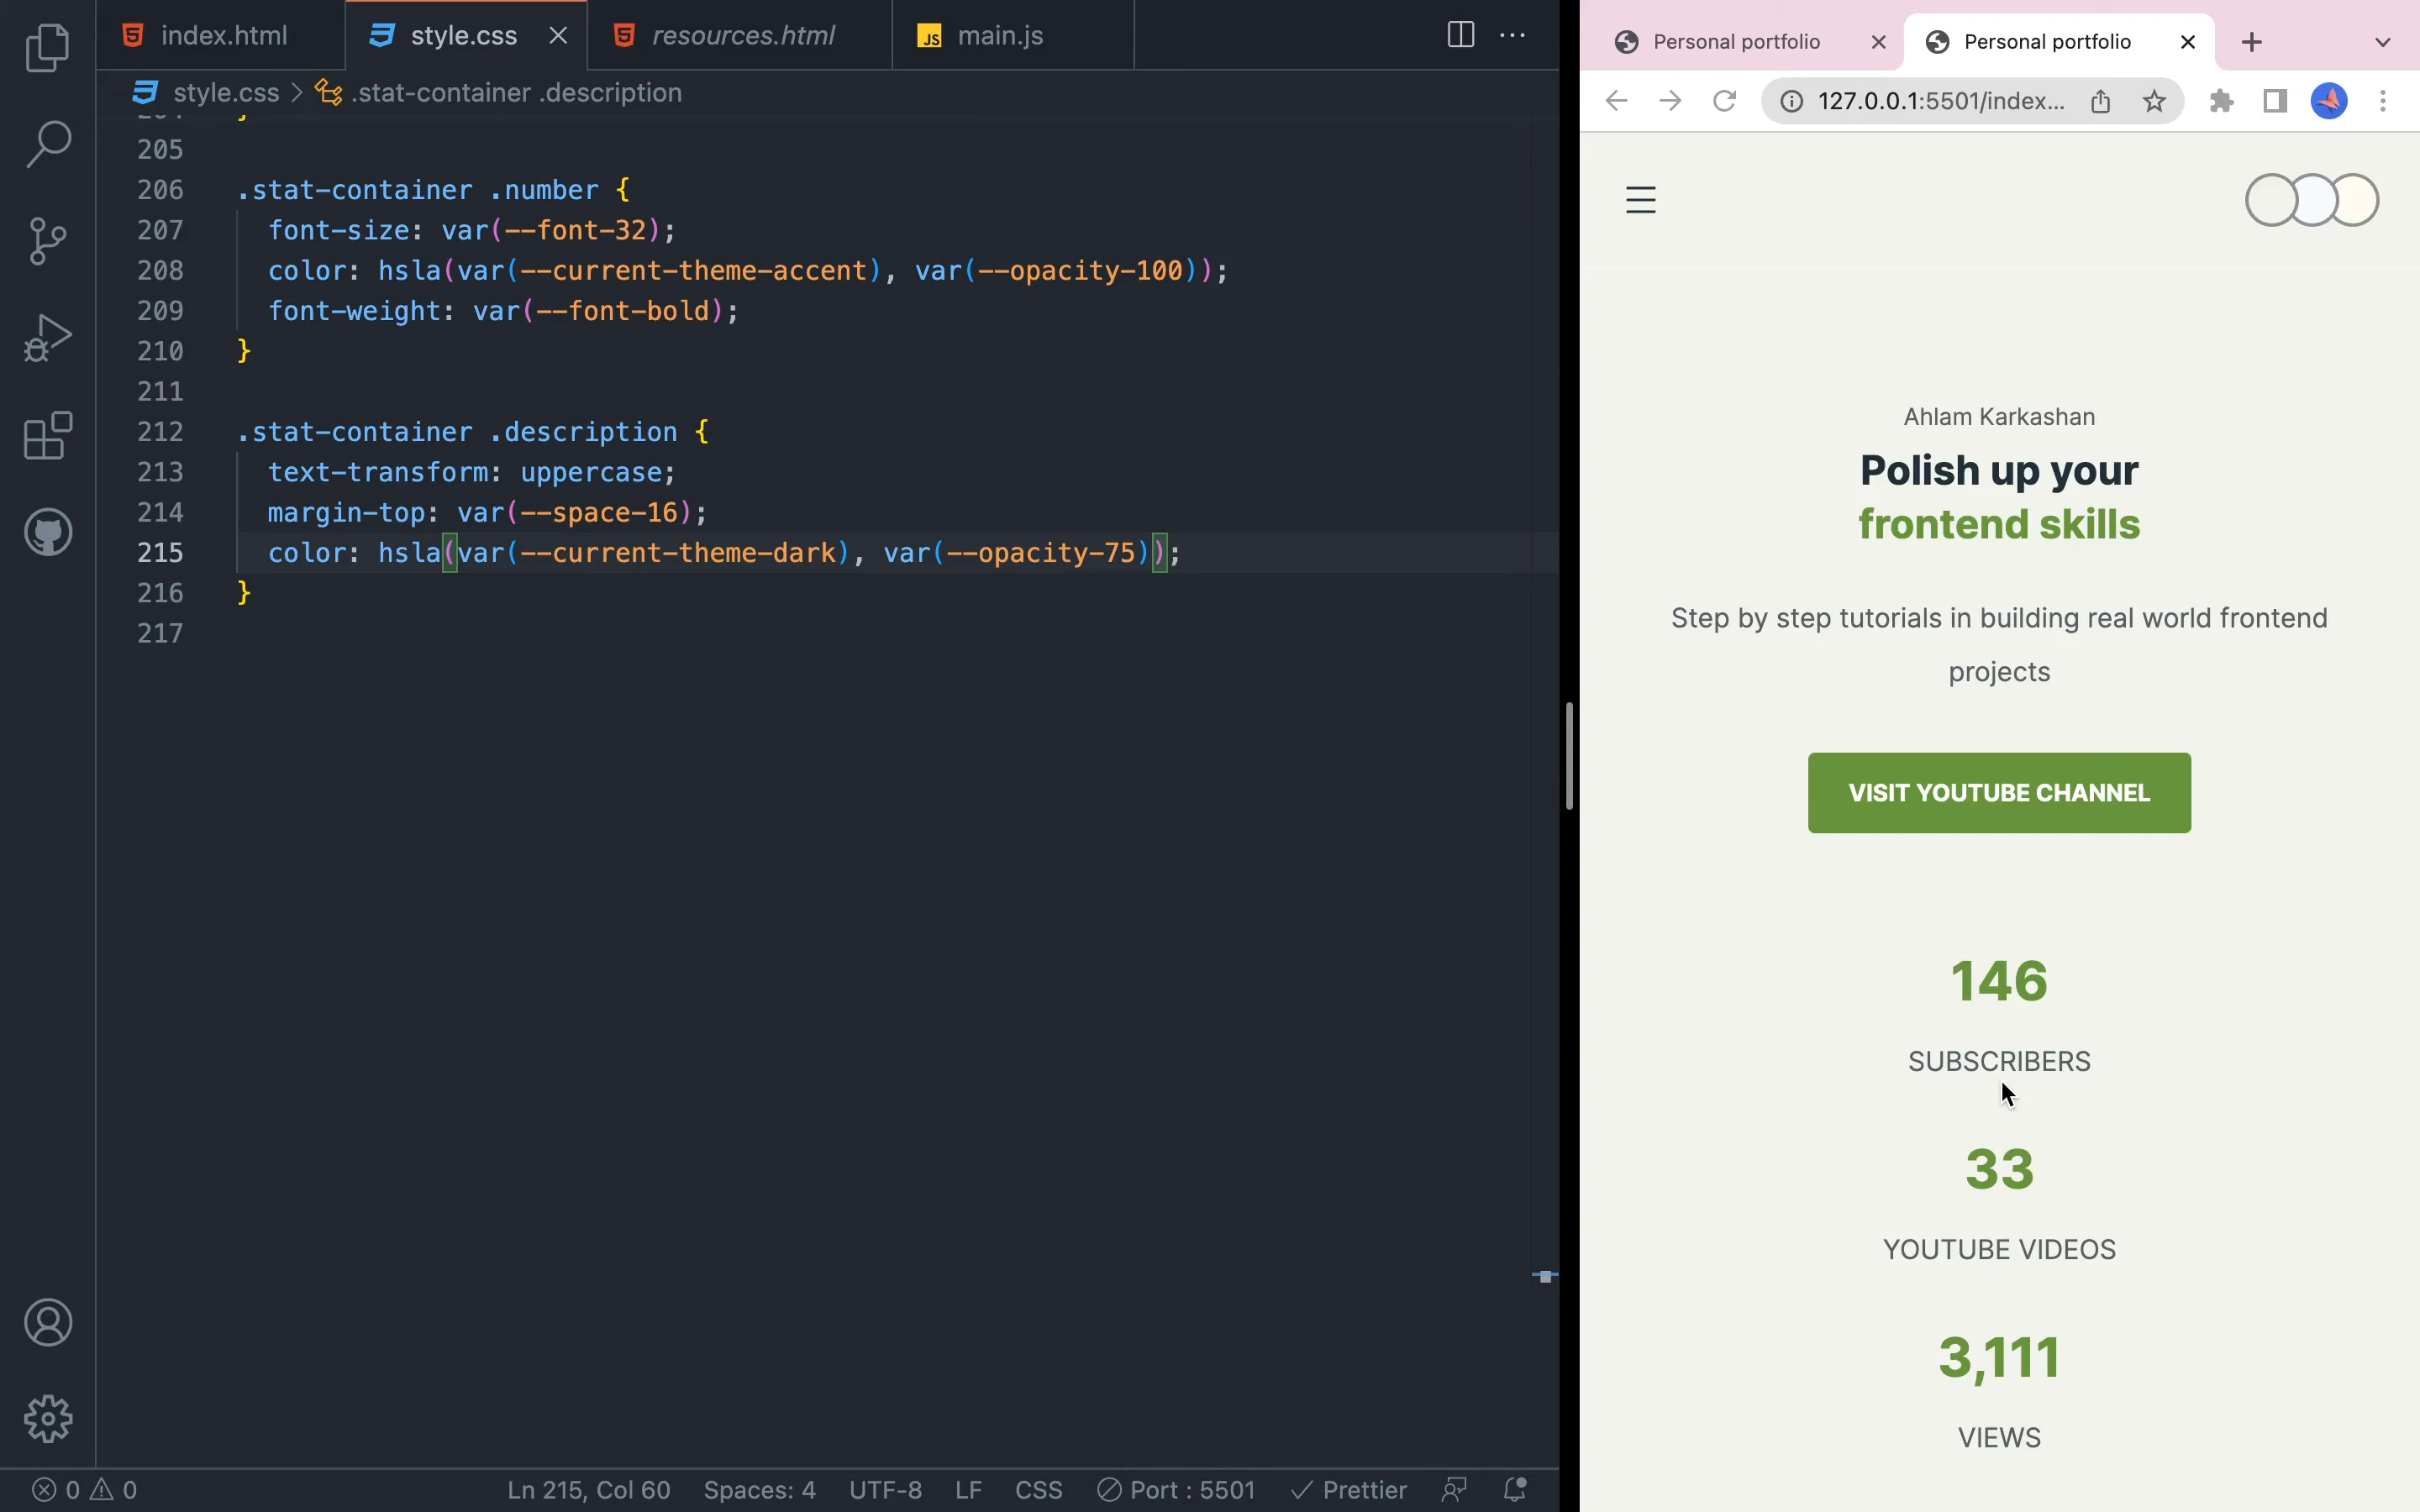 index.html
style.css
resources.html
JS main.js
style.css > .stat-container .description
205
206 .stat-container .number {
207 font-size: var(--font-32);
208 color: hsla(var(--current-theme-accent), var(--opacity-100));
209 font-weight: var(--font-bold);
210 }
211
212 .stat-container .description {
213 text-transform: uppercase;
214 margin-top: var(--space-16);
215 color: hsla(var(--current-theme-dark), var(--opacity-75));
216 }
217
0 0
Ln 215, Col 60
Spaces: 4
UTF-8
LF
CSS
Port : 5501
Prettier
Personal portfolio
Personal portfolio
127.0.0.1:5501/index...
Ahlam Karkashan
Polish up your
frontend skills
Step by step tutorials in building real world frontend
projects
VISIT YOUTUBE CHANNEL
146
SUBSCRIBERS
33
YOUTUBE VIDEOS
3,111
VIEWS